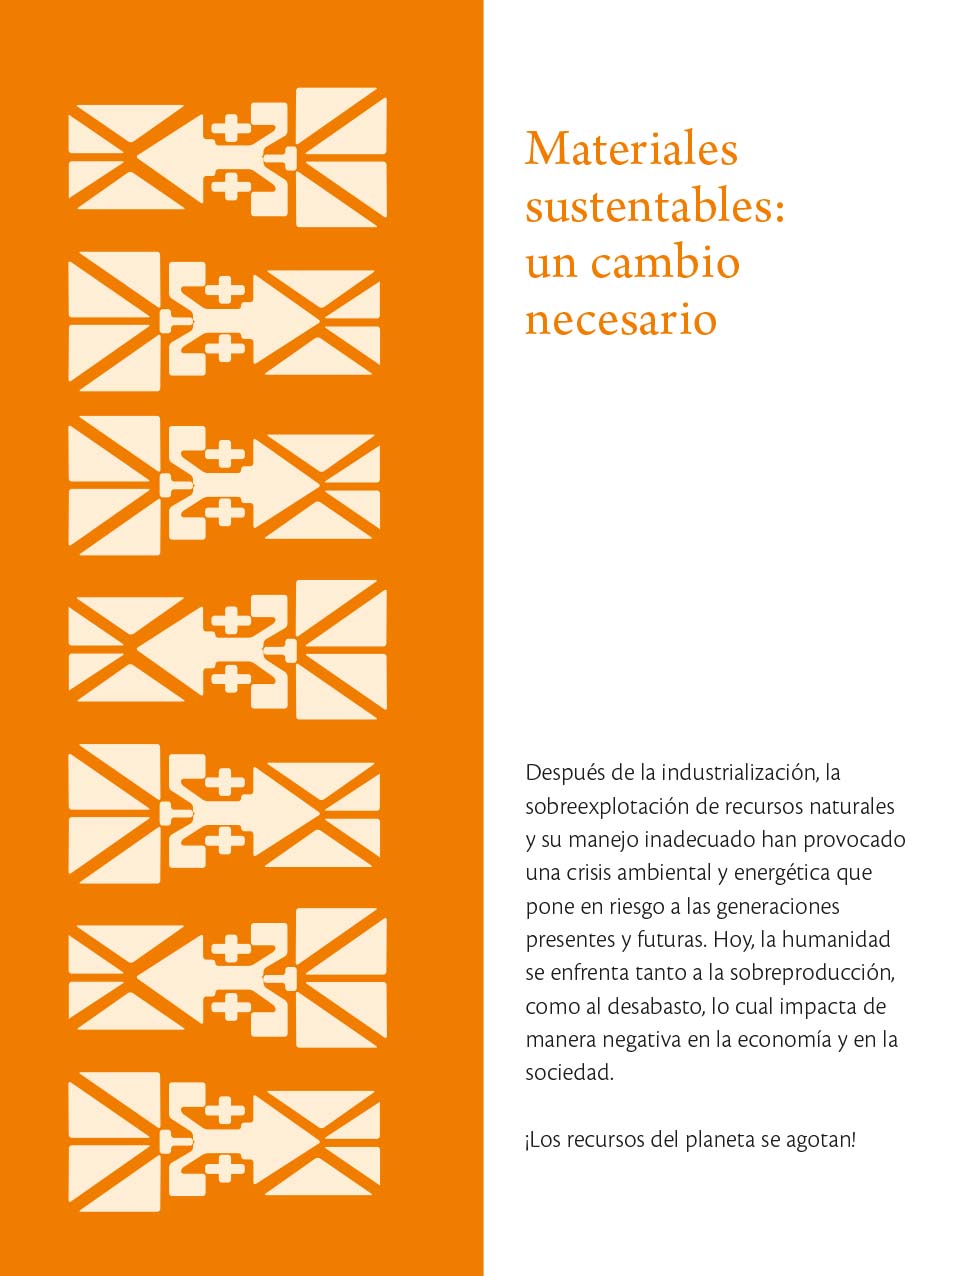 Materiales
sustentables:
un cambio
necesario
Después de la industrialización, la
sobreexplotación de recursos naturales
y su manejo inadecuado han provocado
una crisis ambiental y energética que
pone en riesgo a las generaciones
presentes y futuras. Hoy, la humanidad
se enfrenta tanto a la sobreproducción,
como al desabasto, lo cual impacta de
manera negativa en la economía y en la
sociedad.
¡Los recursos del planeta se agotan!